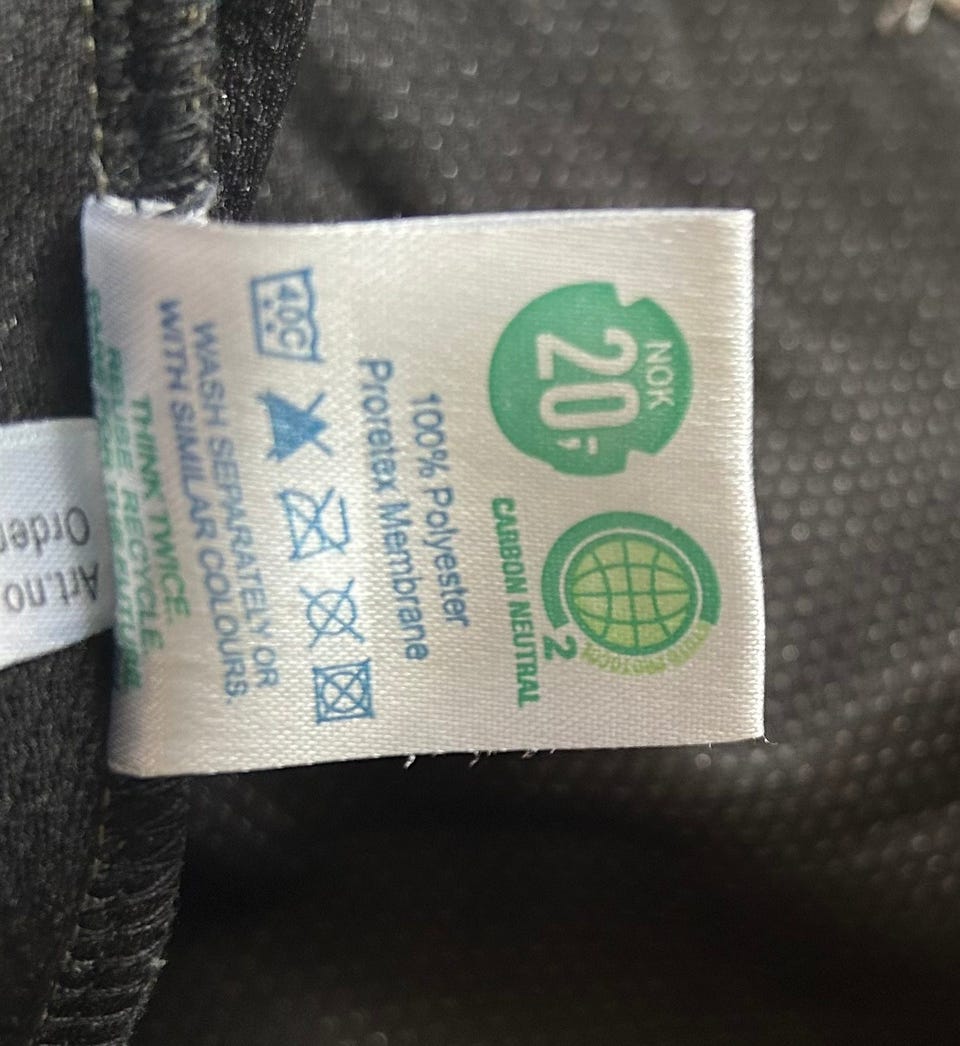 NOK
20,-
CARBON NEUTRAL
2
100% Polyester
Proretex Membrane
40C
WASH SEPARATELY OR
WITH SIMILAR COLOURS.
THINK TWICE.
REUSE. RECYCLE.
Art.no
Order